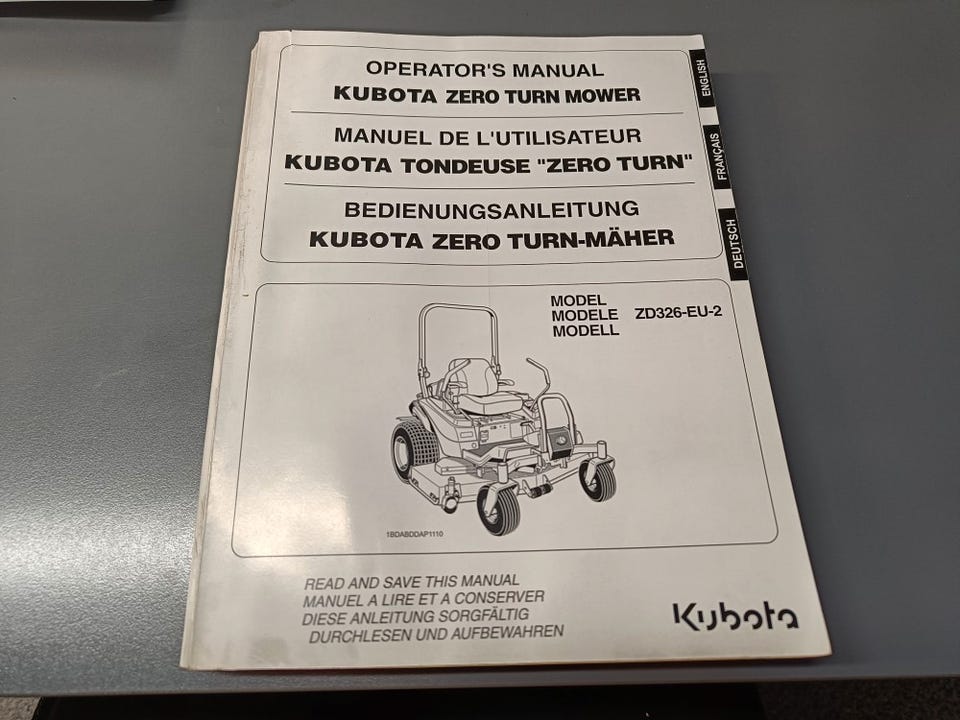 OPERATOR'S MANUAL
KUBOTA ZERO TURN MOWER
MANUEL DE L'UTILISATEUR
KUBOTA TONDEUSE "ZERO TURN"
BEDIENUNGSANLEITUNG
KUBOTA ZERO TURN-MÄHER
ENGLISH
FRANÇAIS
DEUTSCH
MODEL
MODELE ZD326-EU-2
MODELL
1BDABDDAP1110
READ AND SAVE THIS MANUAL
MANUEL A LIRE ET A CONSERVER
DIESE ANLEITUNG SORGFÄLTIG
DURCHLESEN UND AUFBEWAHREN
Kubota